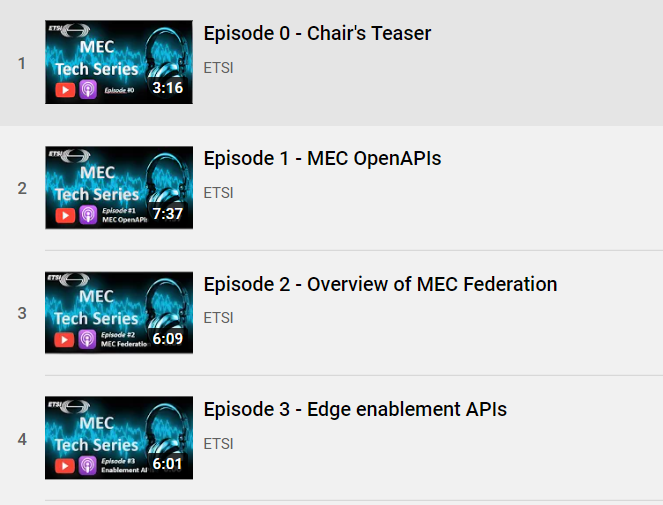 1
ETSI
MEC
Tech Series
Episode #0
3:16
Episode 0 - Chair's Teaser
ETSI
2
ETSI
MEC
Tech Series
Episode #1
MEC OpenAPIs
7:37
Episode 1 - MEC OpenAPIs
ETSI
3
ETSI
MEC
Tech Series
Episode #2
MEC Federatio
6:09
Episode 2 - Overview of MEC Federation
ETSI
4
ETSI
MEC
Tech Series
Episode #3
Enablement AI
6:01
Episode 3 - Edge enablement APIs
ETSI